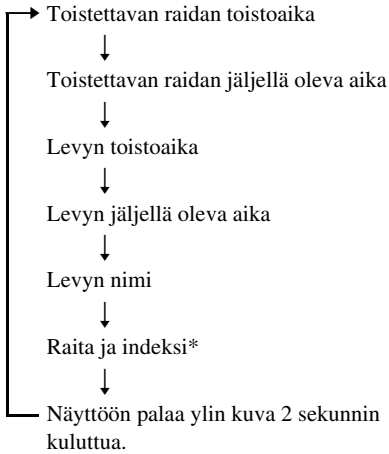 Toistettavan raidan toistoaika
Toistettavan raidan jäljellä oleva aika
Levyn toistoaika
Levyn jäljellä oleva aika
Levyn nimi
Raita ja indeksi*
Näyttöön palaa ylin kuva 2 sekunnin
kuluttua.